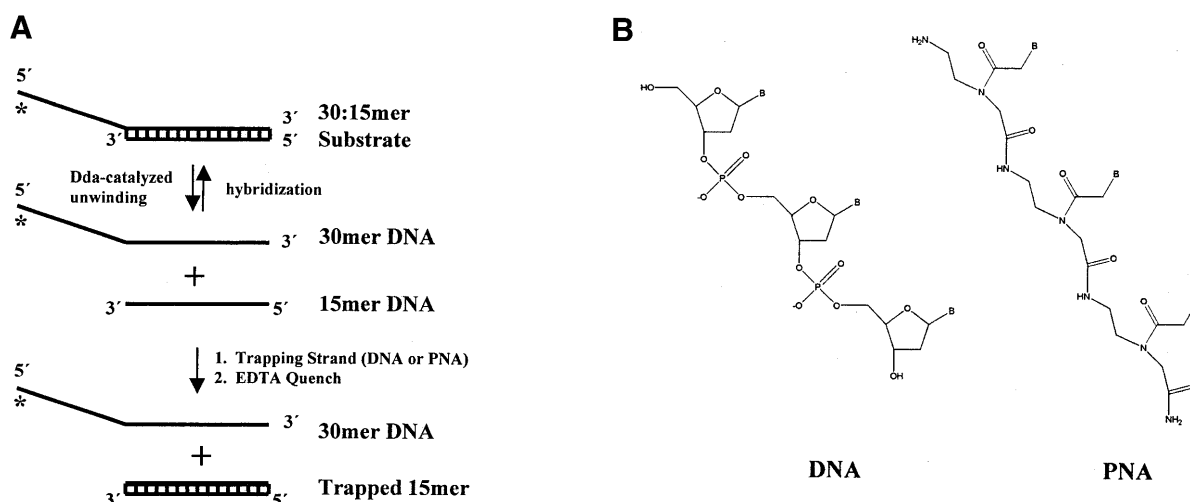 A
5´
*
3´
3´
5´
30:15mer
Substrate
Dda-catalyzed
unwinding
hybridization
5´
*
3´
30mer DNA
+
3´
5´
15mer DNA
1. Trapping Strand (DNA or PNA)
2. EDTA Quench
5´
*
3´
30mer DNA
+
3´
5´
Trapped 15mer
B
HO
O
B
O
O
P
-O
O
O
B
O
O
P
-O
O
O
B
OH
DNA
H₂N
O
B
N
O
HN
O
B
N
O
HN
O
N
O
NH₂
PNA